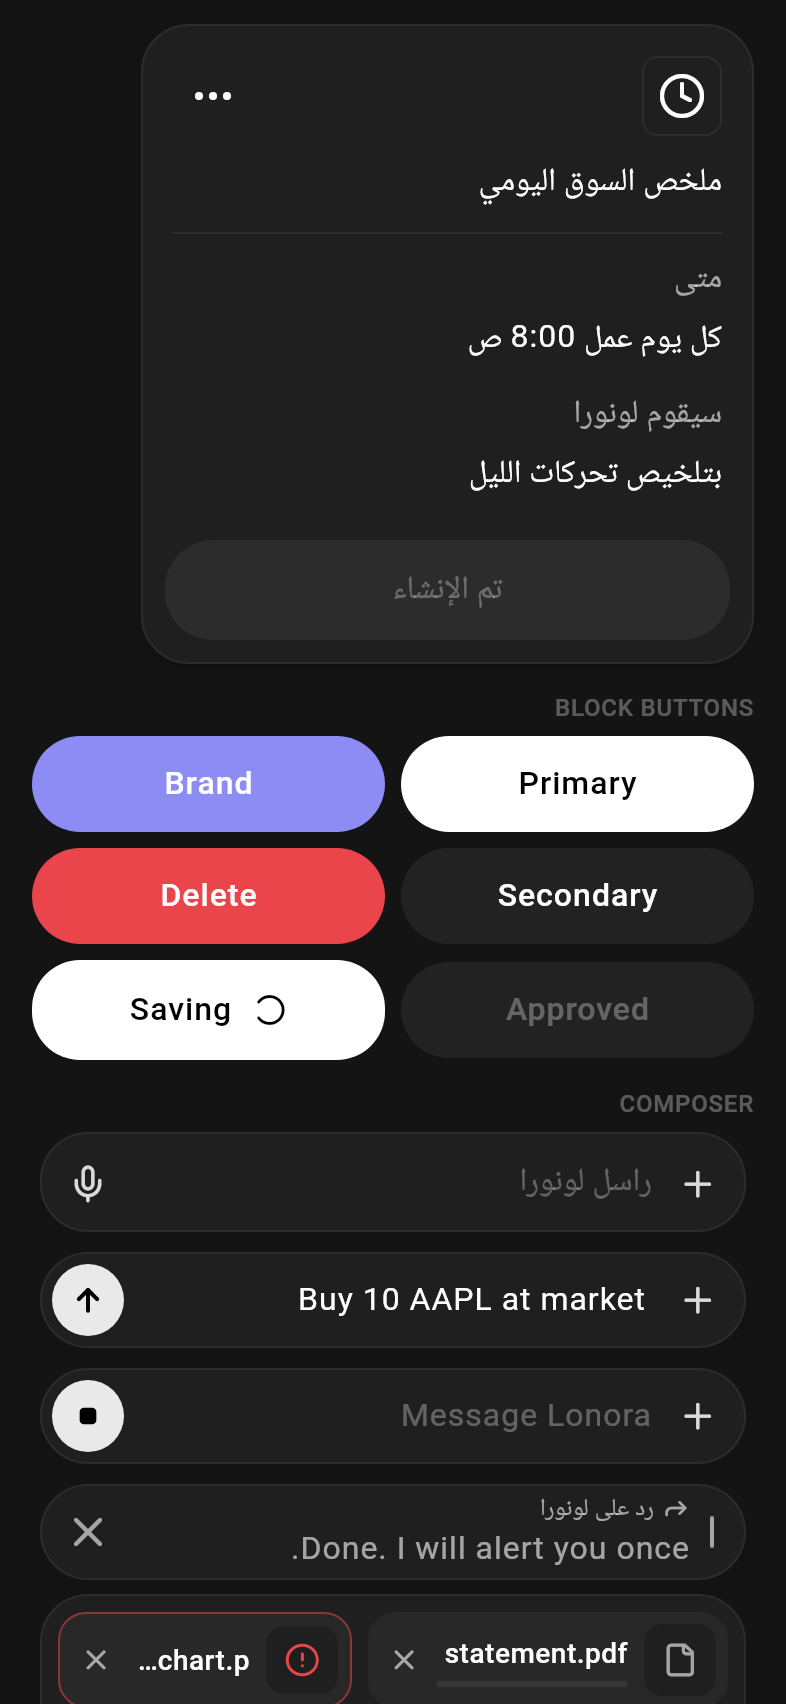 ملخص السوق اليومي
متى
كل يوم عمل 8:00 ص
سيقوم لونورا
بتلخيص تحركات الليل
تم الإنشاء
BLOCK BUTTONS
Primary
Brand
Secondary
Delete
Approved
Saving
COMPOSER
راسل لونورا
Buy 10 AAPL at market
Message Lonora
رد على لونورا
.Done. I will alert you once
statement.pdf
…chart.p